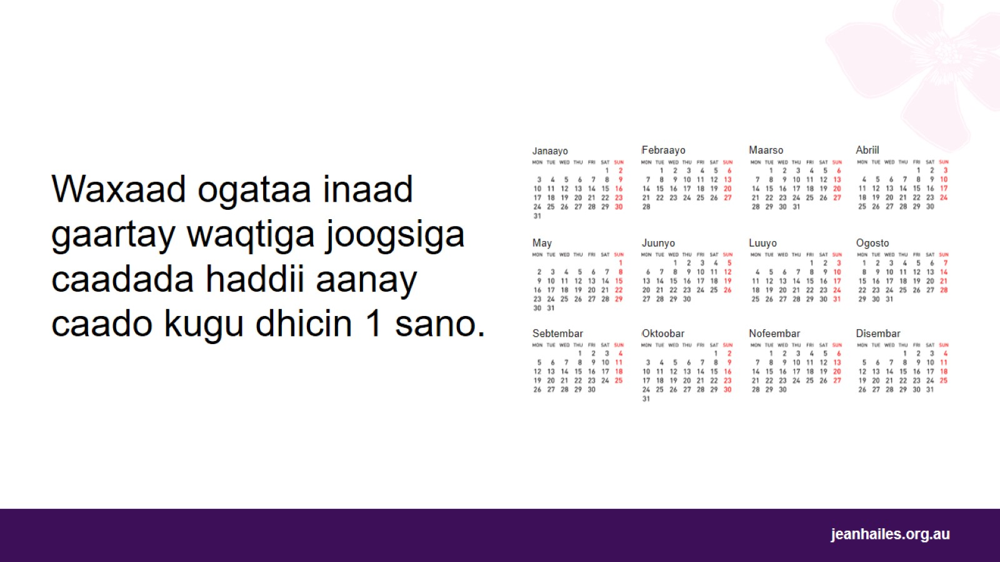 Waxaad ogataa inaad
gaartay waqtiga joogsiga
caadada haddii aanay
caado kugu dhicin 1 sano.
Janaayo
MON TUE WED THU FRI SAT SUN
1 2
3 4 5 6 7 8 9
10 11 12 13 14 15 16
17 18 19 20 21 22 23
24 25 26 27 28 29 30
31
Febraayo
MON TUE WED THU FRI SAT SUN
1 2 3 4 5 6
7 8 9 10 11 12 13
14 15 16 17 18 19 20
21 22 23 24 25 26 27
28
Maarso
MON TUE WED THU FRI SAT SUN
1 2 3 4 5 6
7 8 9 10 11 12 13
14 15 16 17 18 19 20
21 22 23 24 25 26 27
28 29 30 31
Abriil
MON TUE WED THU FRI SAT SUN
1 2 3
4 5 6 7 8 9 10
11 12 13 14 15 16 17
18 19 20 21 22 23 24
25 26 27 28 29 30
May
MON TUE WED THU FRI SAT SUN
1
2 3 4 5 6 7 8
9 10 11 12 13 14 15
16 17 18 19 20 21 22
23 24 25 26 27 28 29
30 31
Juunyo
MON TUE WED THU FRI SAT SUN
1 2 3 4 5
6 7 8 9 10 11 12
13 14 15 16 17 18 19
20 21 22 23 24 25 26
27 28 29 30
Luuyo
MON TUE WED THU FRI SAT SUN
1 2 3
4 5 6 7 8 9 10
11 12 13 14 15 16 17
18 19 20 21 22 23 24
25 26 27 28 29 30 31
Ogosto
MON TUE WED THU FRI SAT SUN
1 2 3 4 5 6 7
8 9 10 11 12 13 14
15 16 17 18 19 20 21
22 23 24 25 26 27 28
29 30 31
Sebtembar
MON TUE WED THU FRI SAT SUN
1 2 3 4
5 6 7 8 9 10 11
12 13 14 15 16 17 18
19 20 21 22 23 24 25
26 27 28 29 30
Oktoobar
MON TUE WED THU FRI SAT SUN
1 2
3 4 5 6 7 8 9
10 11 12 13 14 15 16
17 18 19 20 21 22 23
24 25 26 27 28 29 30
31
Nofeembar
MON TUE WED THU FRI SAT SUN
1 2 3 4 5 6
7 8 9 10 11 12 13
14 15 16 17 18 19 20
21 22 23 24 25 26 27
28 29 30
Disembar
MON TUE WED THU FRI SAT SUN
1 2 3 4
5 6 7 8 9 10 11
12 13 14 15 16 17 18
19 20 21 22 23 24 25
26 27 28 29 30 31
jeanhailes.org.au